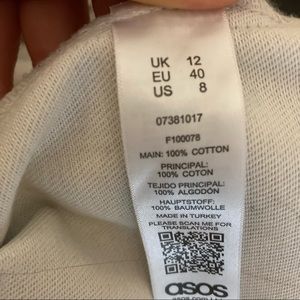 UK 12
EU 40
US 8
07381017
F100078
MAIN: 100% COTTON
PRINCIPAL:
100% COTON
TEJIDO PRINCIPAL:
100% ALGODÓN
HAUPTSTOFF:
100% BAUMWOLLE
MADE IN TURKEY
PLEASE SCAN ME FOR
TRANSLATIONS
asos